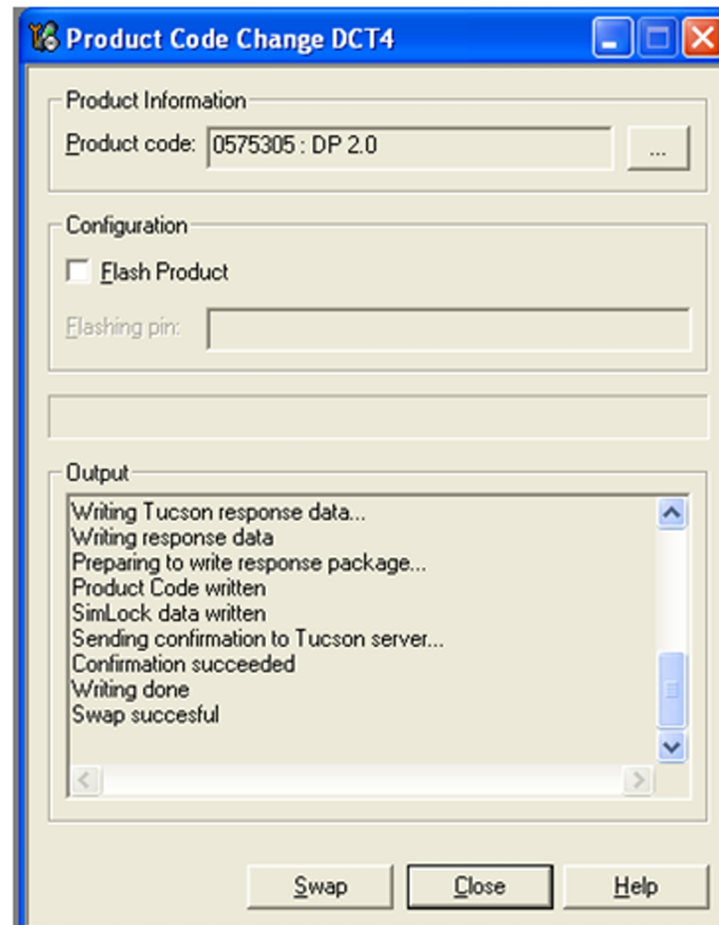 Product Code Change DCT4
Product Information
Product code: 0575305 : DP 2.0 ...
Configuration
Flash Product
Flashing pin:
Output
Writing Tucson response data...
Writing response data
Preparing to write response package...
Product Code written
SimLock data written
Sending confirmation to Tucson server...
Confirmation succeeded
Writing done
Swap succesful
Swap Close Help